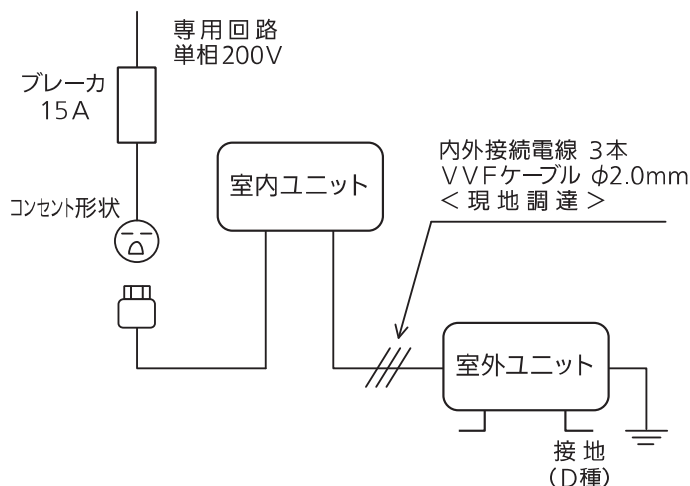 専用回路
単相200V
ブレーカ
15A
コンセント形状
室内ユニット
内外接続電線 3本
VVFケーブル φ2.0mm
<現地調達>
室外ユニット
接地
(D種)